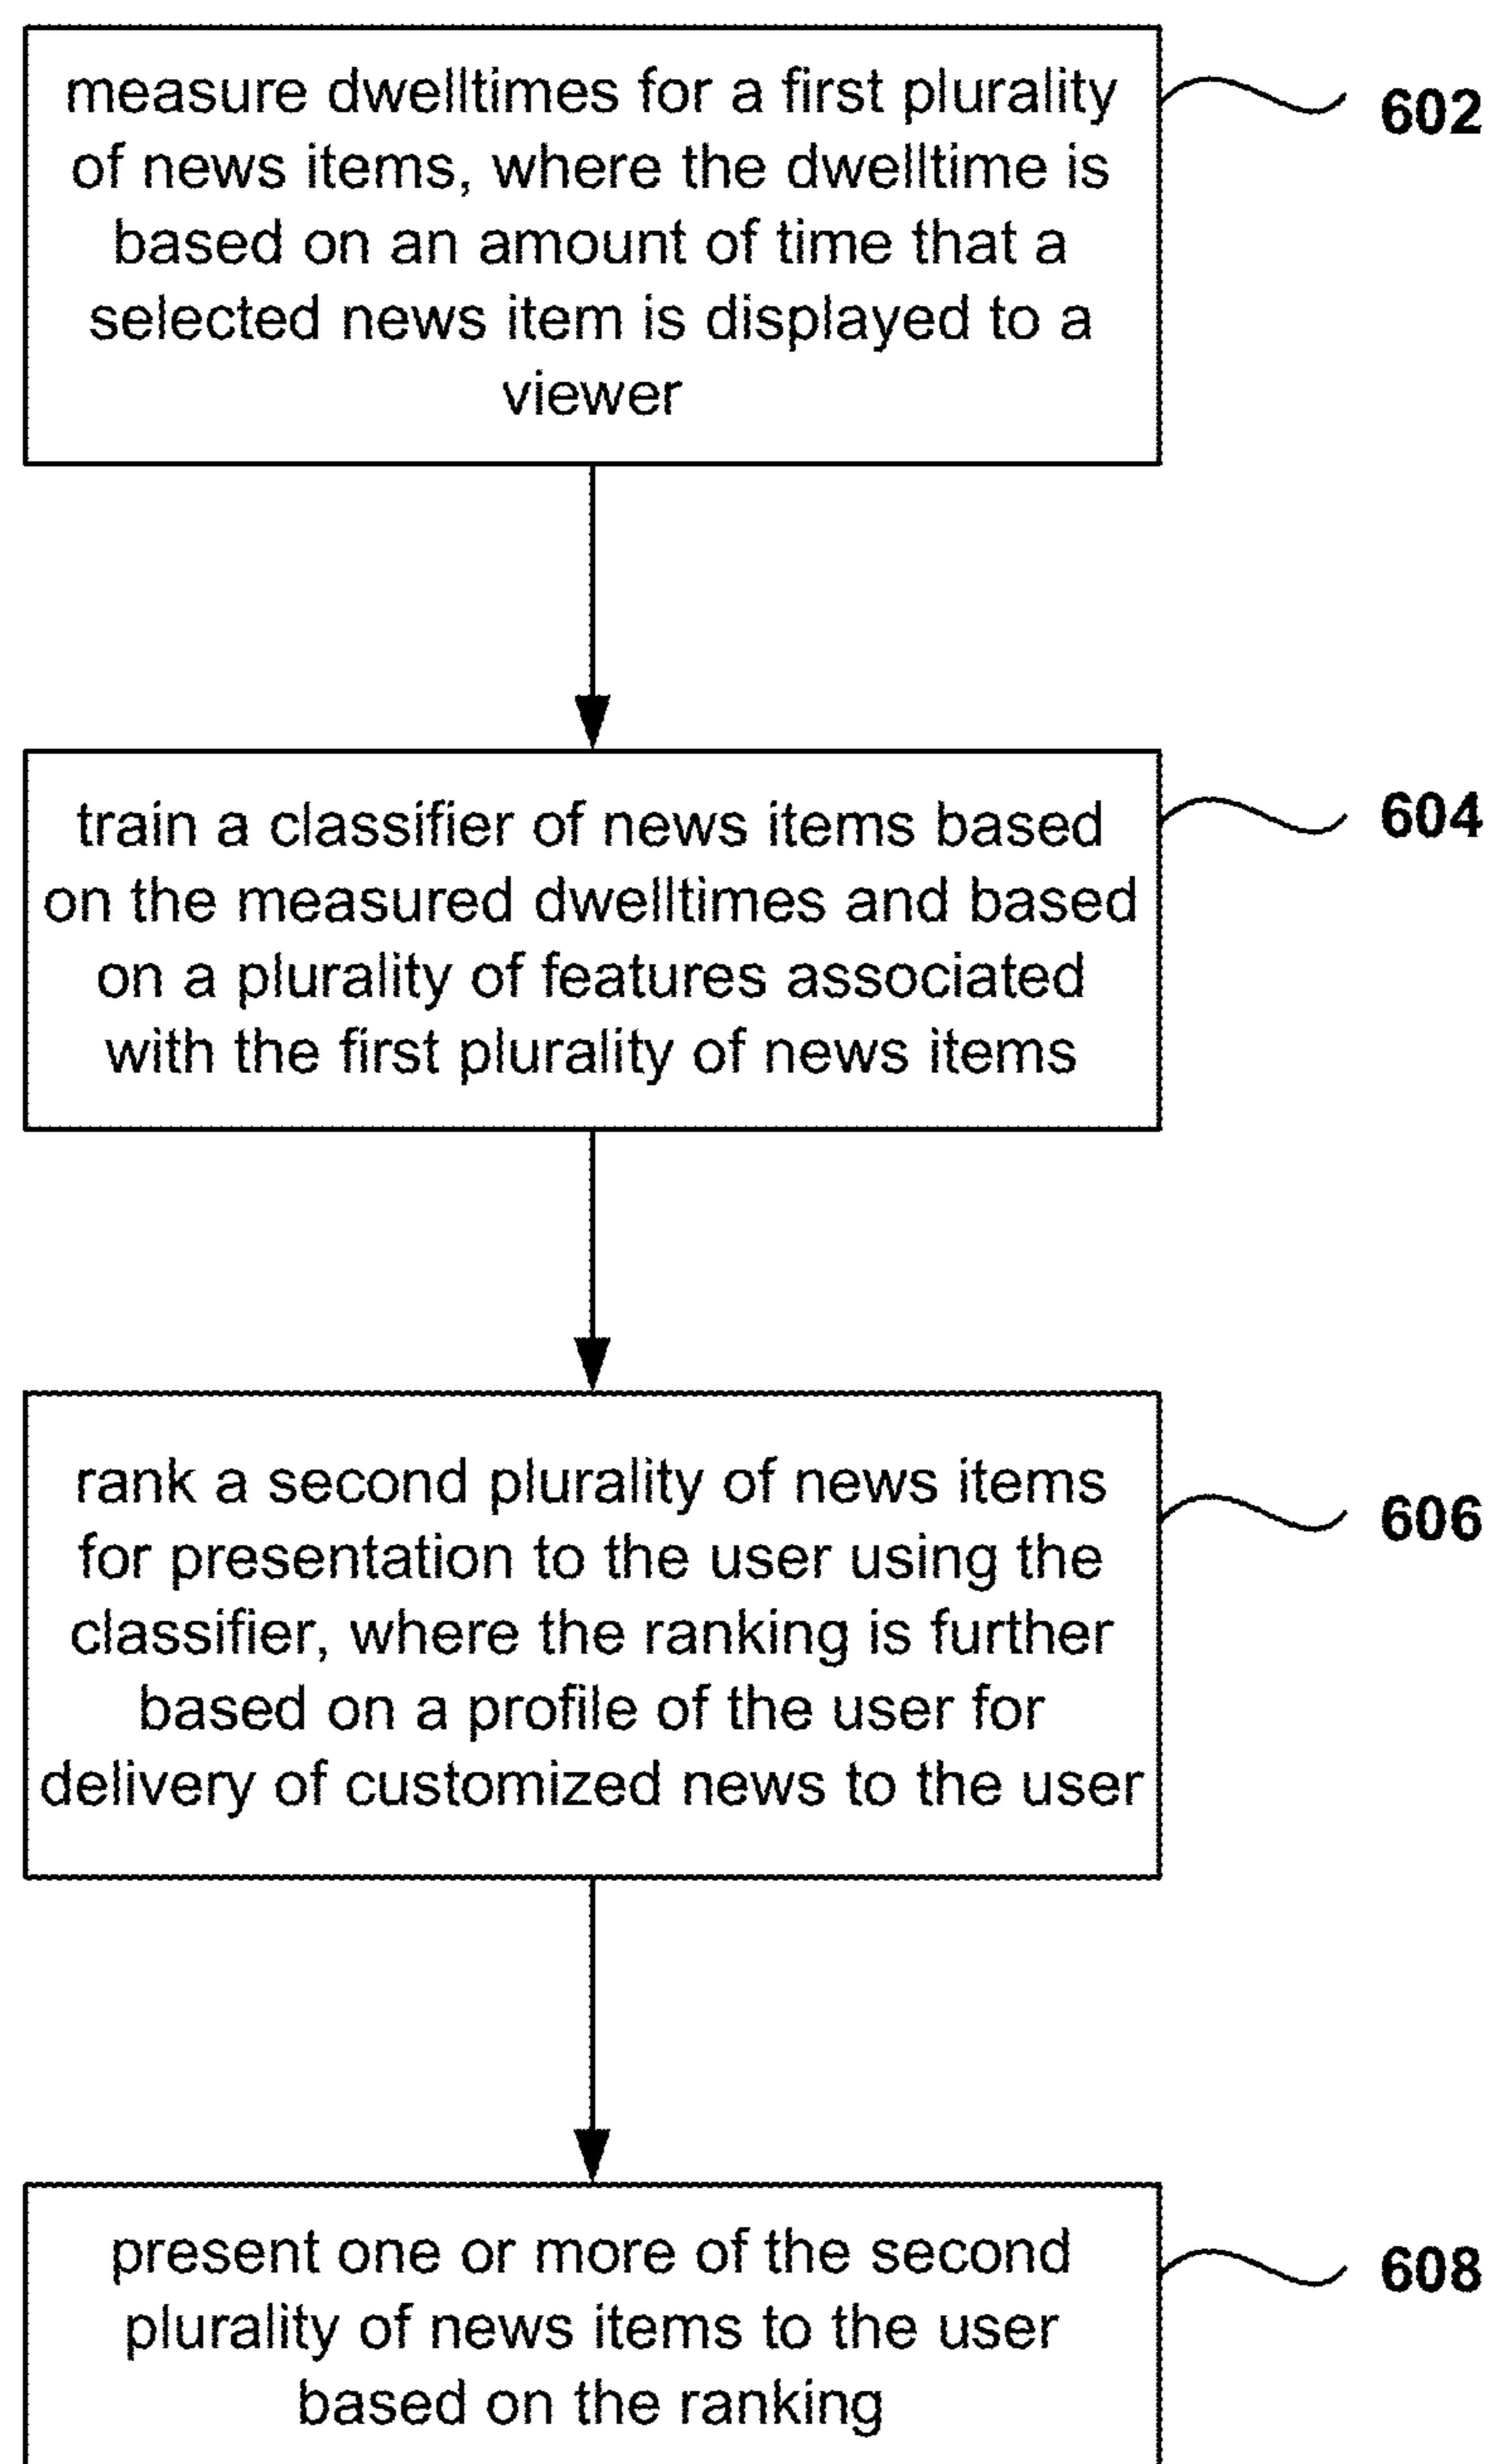 measure dwelltimes for a first plurality
of news items, where the dwelltime is
based on an amount of time that a
selected news item is displayed to a
viewer
602
train a classifier of news items based
on the measured dwelltimes and based
on a plurality of features associated
with the first plurality of news items
604
rank a second plurality of news items
for presentation to the user using the
classifier, where the ranking is further
based on a profile of the user for
delivery of customized news to the user
606
present one or more of the second
plurality of news items to the user
based on the ranking
608